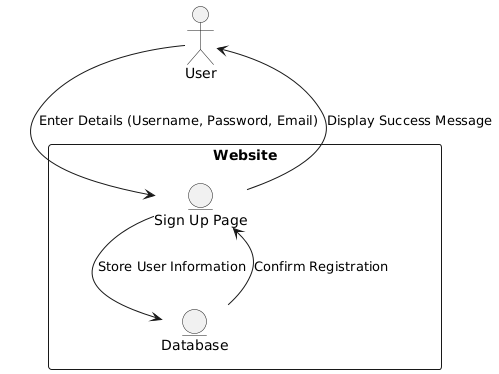 User
Enter Details (Username, Password, Email)
Display Success Message
Website
Sign Up Page
Store User Information
Confirm Registration
Database